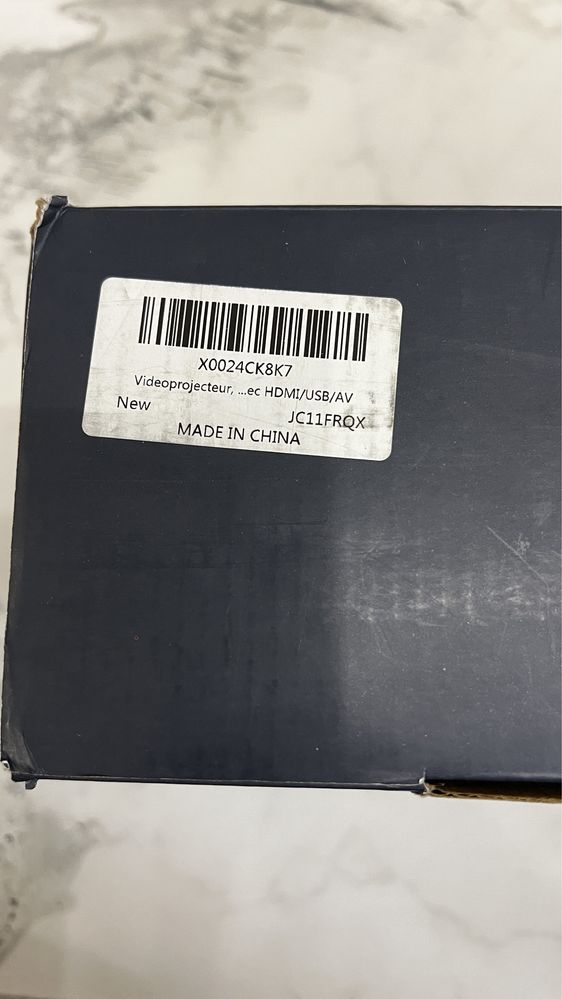 X0024CK8K7
Videoprojecteur, ...ec HDMI/USB/AV
New JC11FRQX
MADE IN CHINA